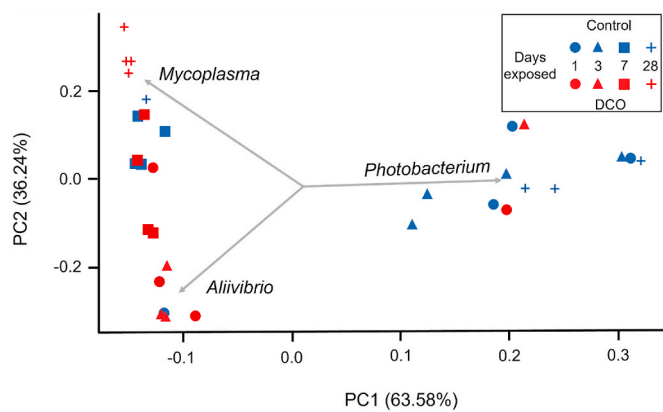 Control
Days exposed
1 3 7 28
DCO
Mycoplasma
Photobacterium
Aliivibrio
PC2 (36.24%)
0.2
0.0
-0.2
-0.1 0.0 0.1 0.2 0.3
PC1 (63.58%)